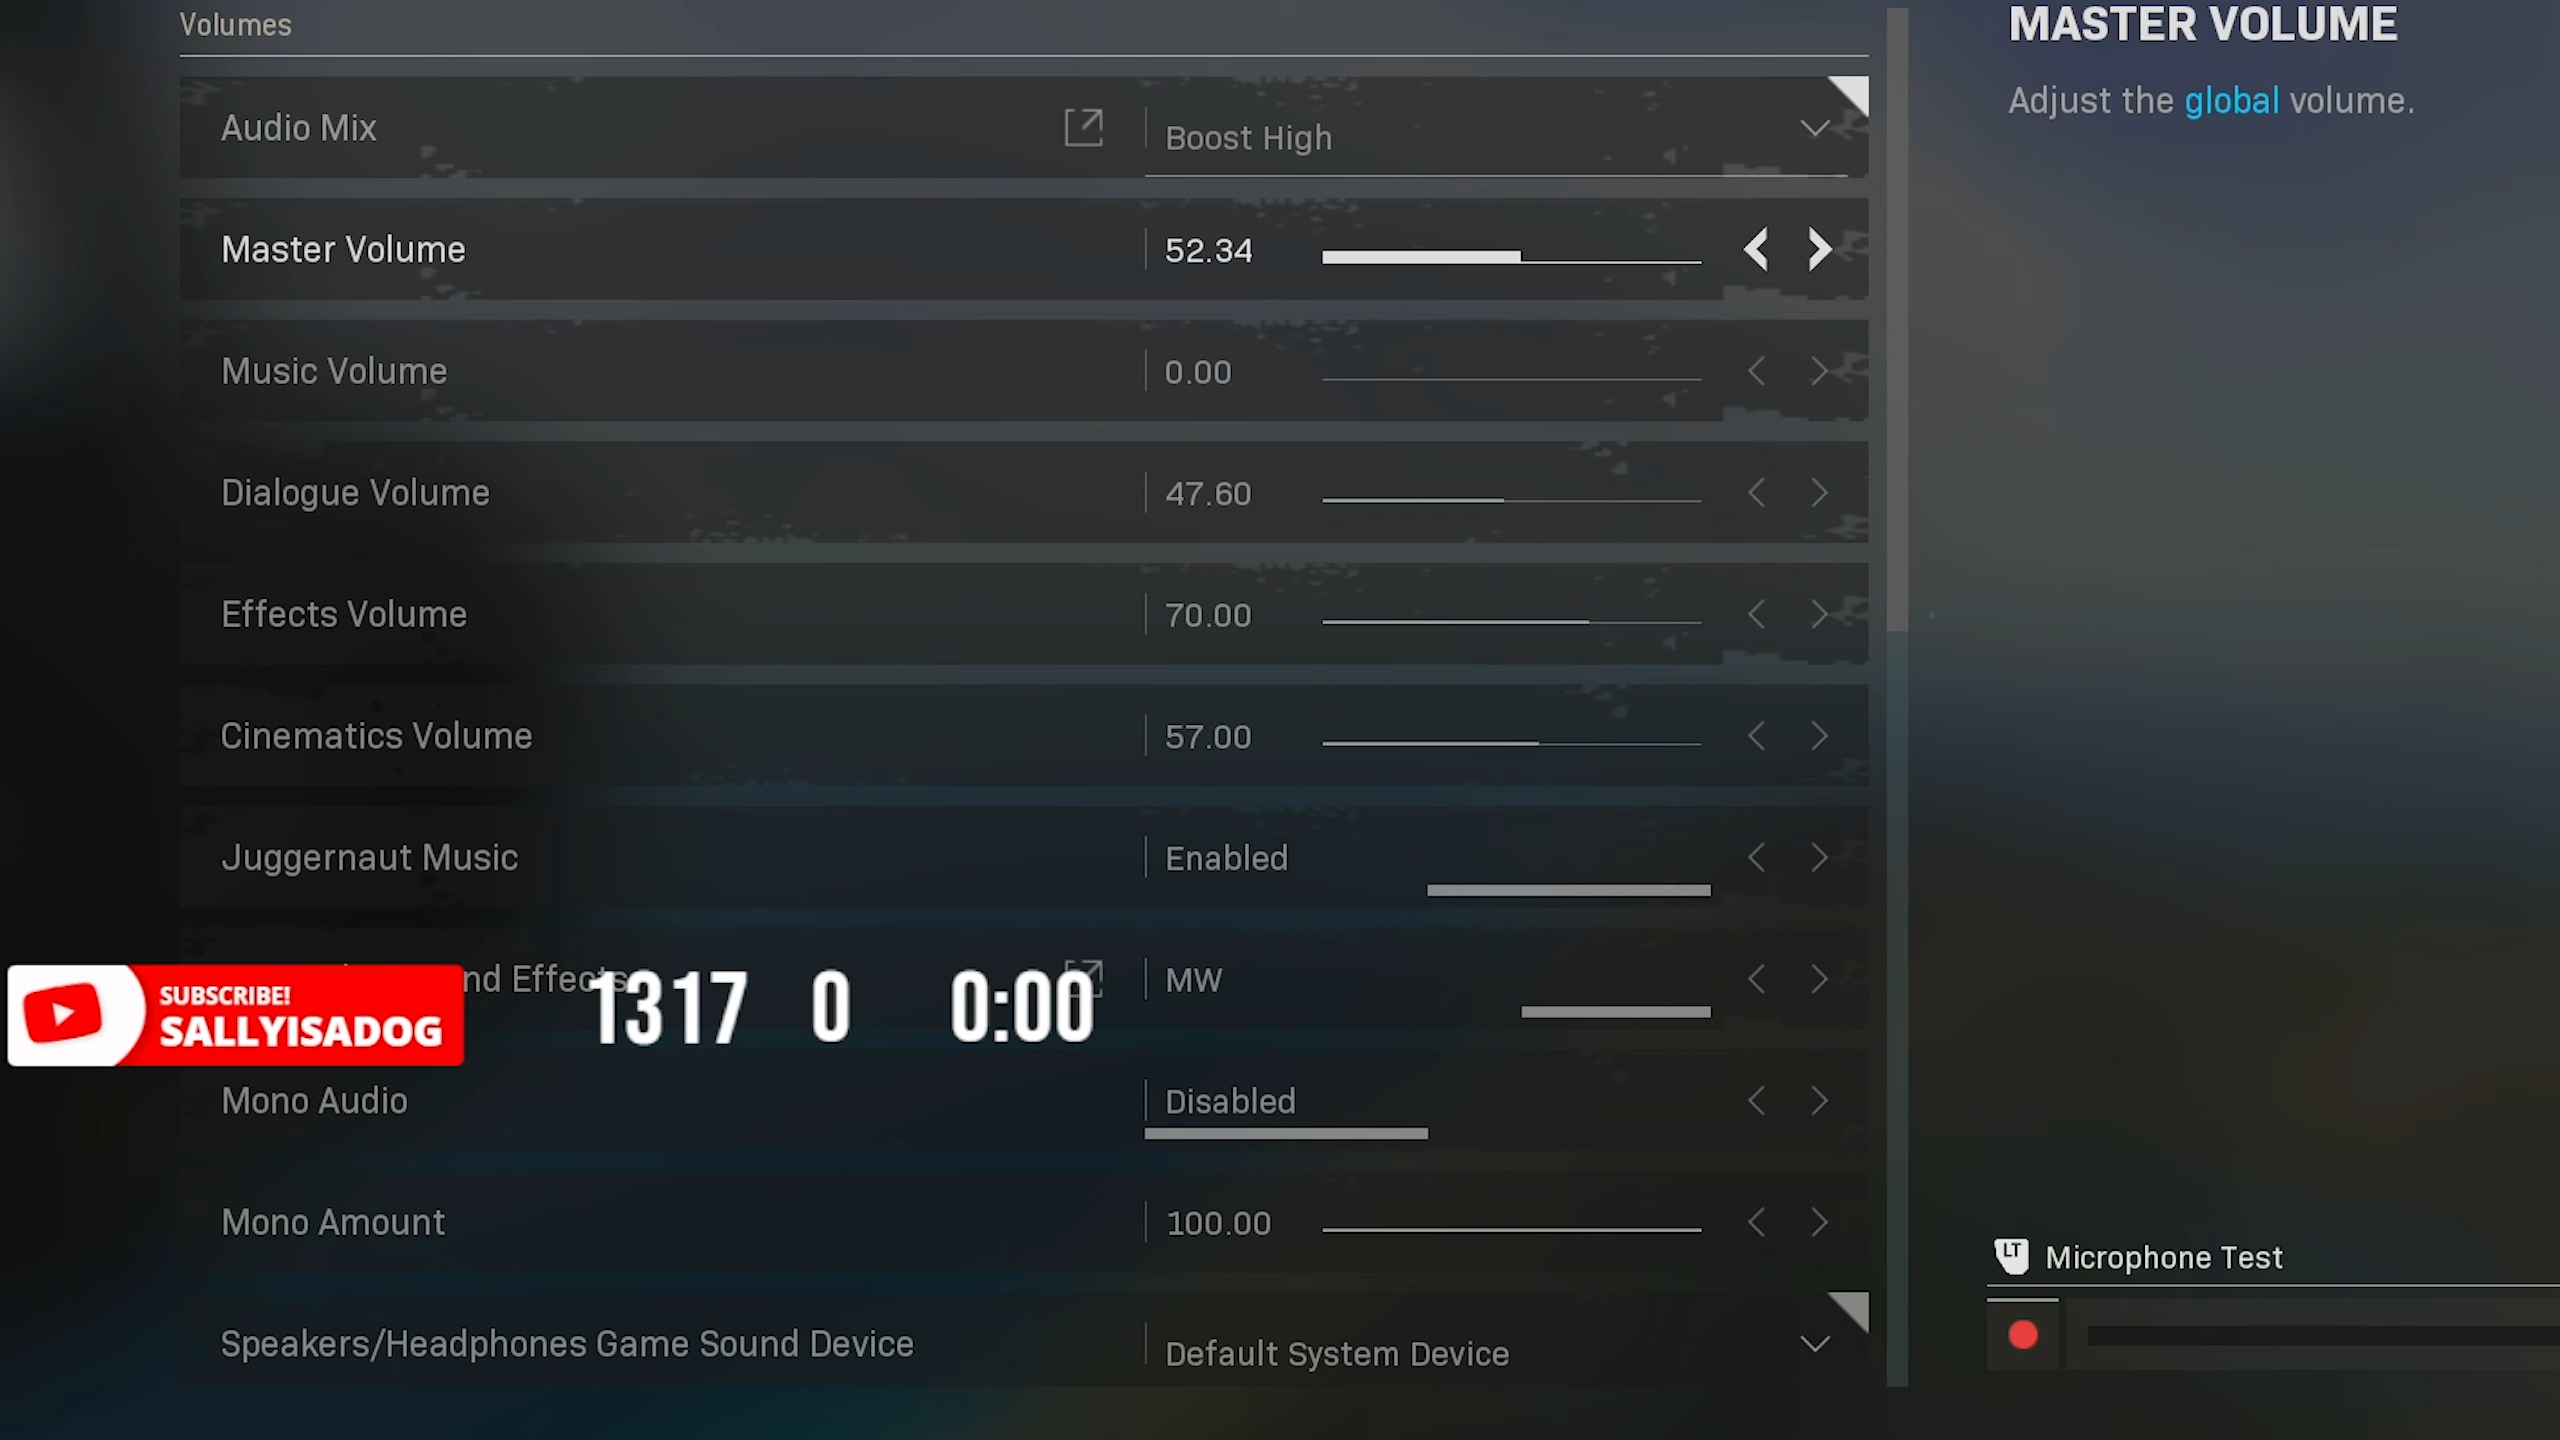 Volumes
MASTER VOLUME
Adjust the global volume.
Audio Mix
Boost High
Master Volume
52.34
Music Volume
0.00
Dialogue Volume
47.60
Effects Volume
70.00
Cinematics Volume
57.00
Juggernaut Music
Enabled
nd Effects
MW
SUBSCRIBE!
SALLYISADOG
1317 0 0:00
Mono Audio
Disabled
Mono Amount
100.00
LT Microphone Test
Speakers/Headphones Game Sound Device
Default System Device